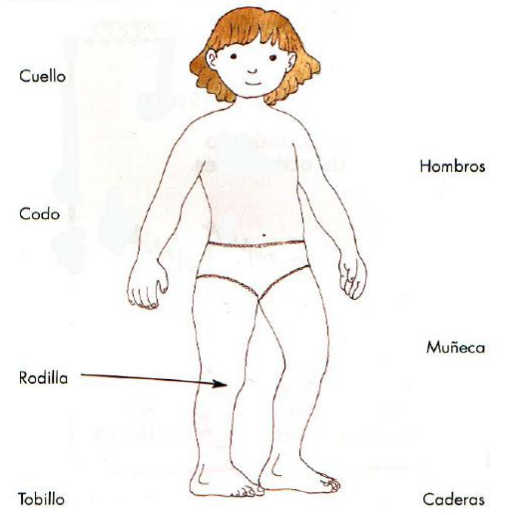 Cuello
Hombros
Codo
Muñeca
Rodilla
Tobillo
Caderas